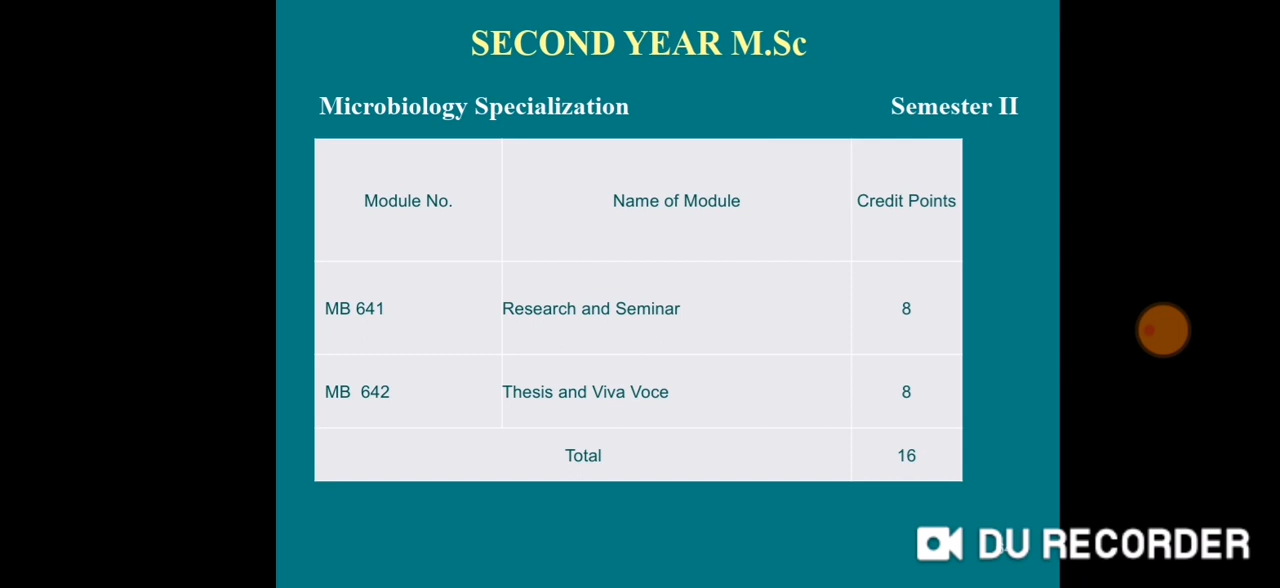 SECOND YEAR M.Sc
Microbiology Specialization Semester II
Module No. Name of Module Credit Points
MB 641 Research and Seminar 8
MB 642 Thesis and Viva Voce 8
Total 16
DU RECORDER